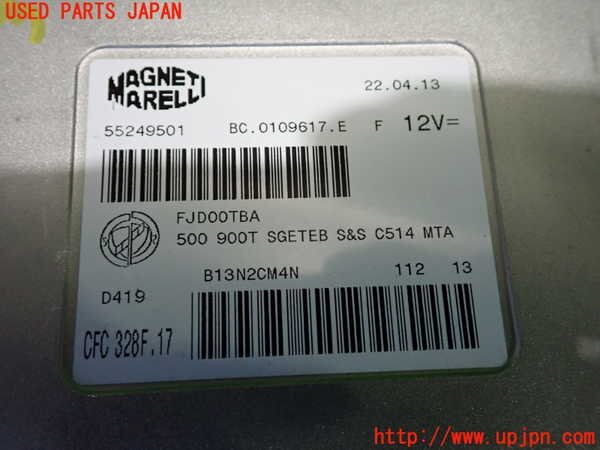 USED PARTS JAPAN
MAGNETI MARELLI
22.04.13
55249501 BC.0109617.E F 12V=
FJD00TBA
500 900T SGETEB S&S C514 MTA
B13N2CM4N 112 13
D419
CFC 328F.17
http://www.upjpn.com/